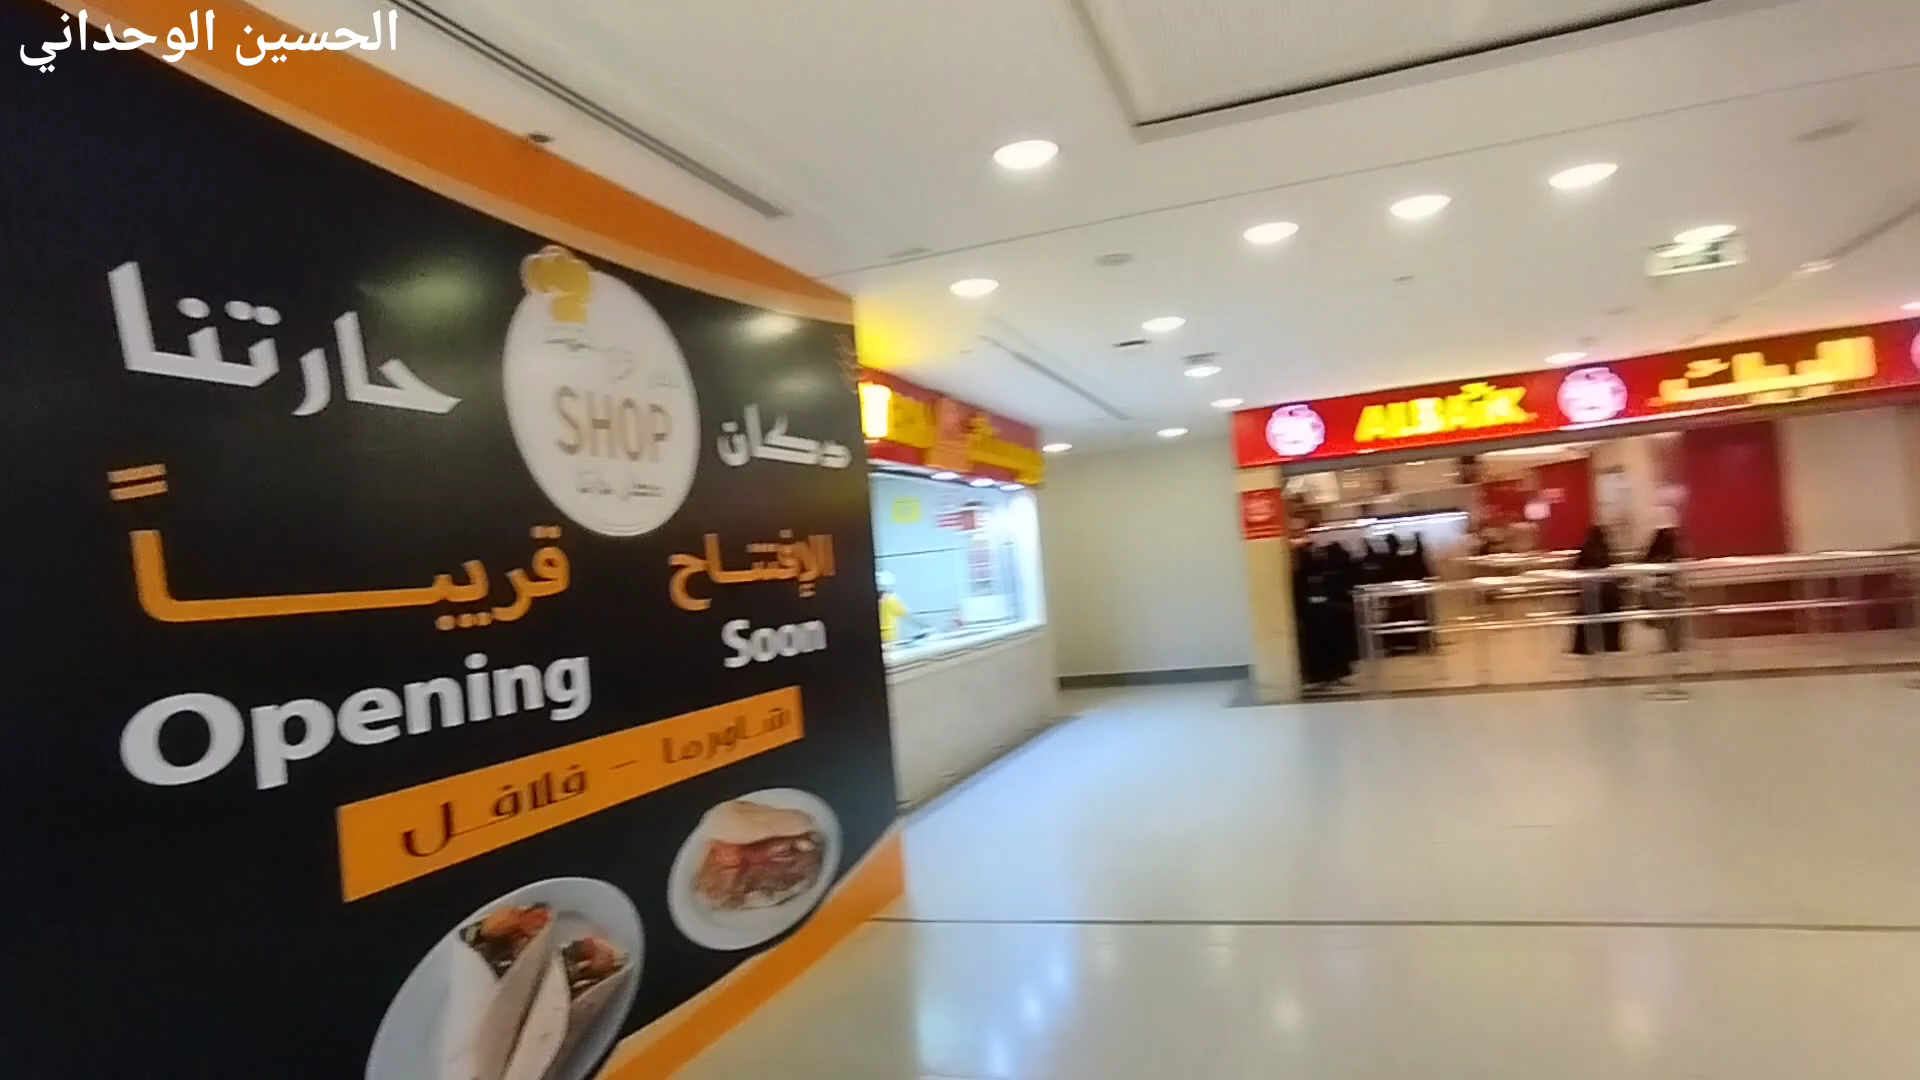 الحسين الوحداني
دكان حارتنا
SHOP
الإفتتاح قريباً
Opening Soon
شاورما - فلافل
ALBAIK
البيك